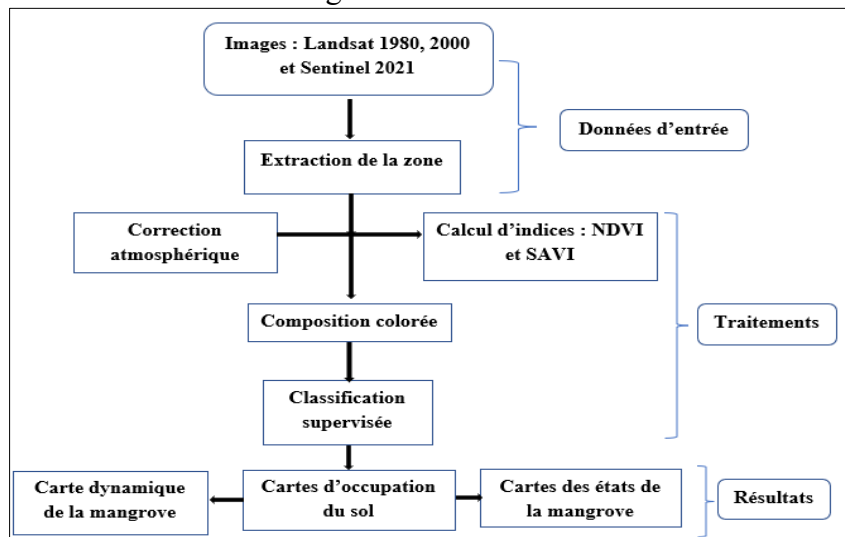 Images : Landsat 1980, 2000
et Sentinel 2021
Données d'entrée
Extraction de la zone
Correction
atmosphérique
Calcul d'indices : NDVI
et SAVI
Composition colorée
Traitements
Classification
supervisée
Carte dynamique
de la mangrove
Cartes d'occupation
du sol
Cartes des états de
la mangrove
Résultats